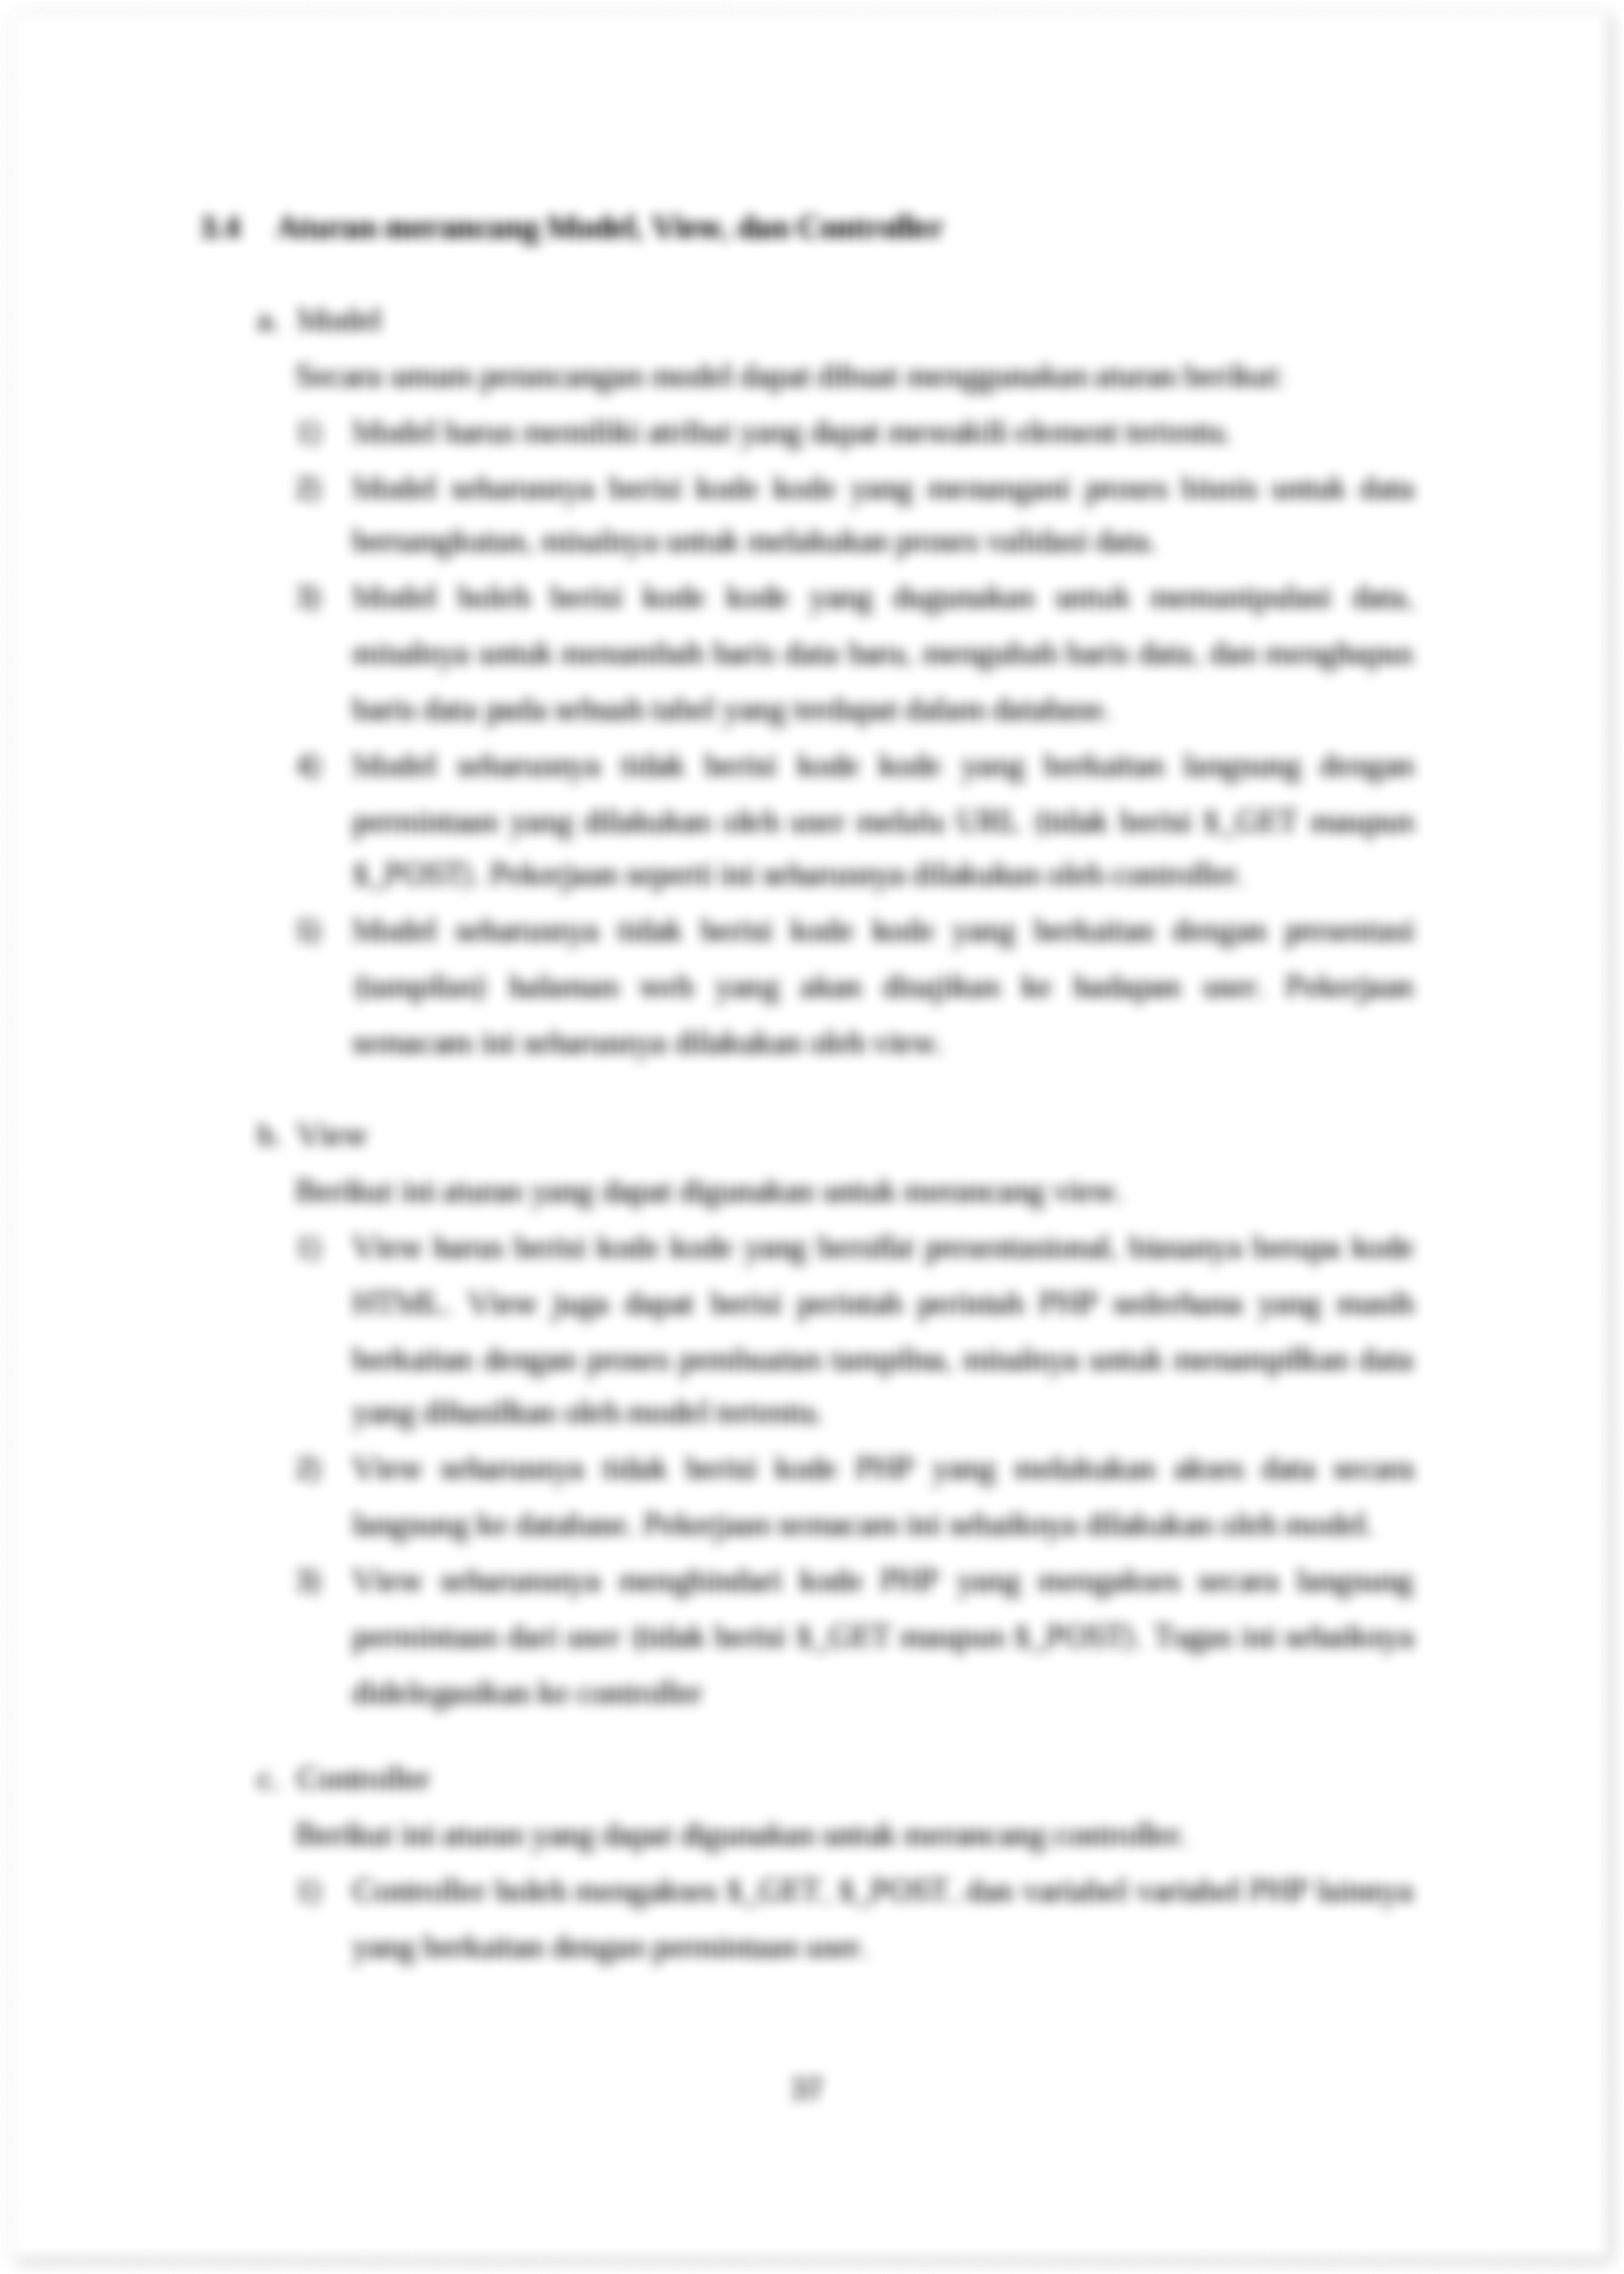 3.4 Aturan merancang Model, View, dan Controller
a. Model
Secara umum perancangan model dapat dibuat menggunakan aturan berikut:
1) Model harus memiliki atribut yang dapat mewakili element tertentu.
2) Model seharusnya berisi kode kode yang menangani proses bisnis untuk data
bersangkutan, misalnya untuk melakukan proses validasi data.
3) Model boleh berisi kode kode yang dugunakan untuk memanipulasi data,
misalnya untuk menambah baris data baru, mengubah baris data, dan menghapus
baris data pada sebuah tabel yang terdapat dalam database.
4) Model seharusnya tidak berisi kode kode yang berkaitan langsung dengan
permintaan yang dilakukan oleh user melalu URL (tidak berisi $_GET maupun
$_POST). Pekerjaan seperti ini seharusnya dilakukan oleh controller.
5) Model seharusnya tidak berisi kode kode yang berkaitan dengan presentasi
(tampilan) halaman web yang akan disajikan ke hadapan user. Pekerjaan
semacam ini seharusnya dilakukan oleh view.
b. View
Berikut ini aturan yang dapat digunakan untuk merancang view.
1) View harus berisi kode kode yang bersifat presentasional, biasanya berupa kode
HTML. View juga dapat berisi perintah perintah PHP sederhana yang masih
berkaitan dengan proses pembuatan tampilna, misalnya untuk menampilkan data
yang dihasilkan oleh model tertentu.
2) View seharusnya tidak berisi kode PHP yang melakukan akses data secara
langsung ke database. Pekerjaan semacam ini sebaiknya dilakukan oleh model.
3) View seharusnya menghindari kode PHP yang mengakses secara langsung
permintaan dari user (tidak berisi $_GET maupun $_POST). Tugas ini sebaiknya
didelegasikan ke controller
c. Controller
Berikut ini aturan yang dapat digunakan untuk merancang controller.
1) Controller boleh mengakses $_GET, $_POST, dan variabel variabel PHP lainnya
yang berkaitan dengan permintaan user.
37